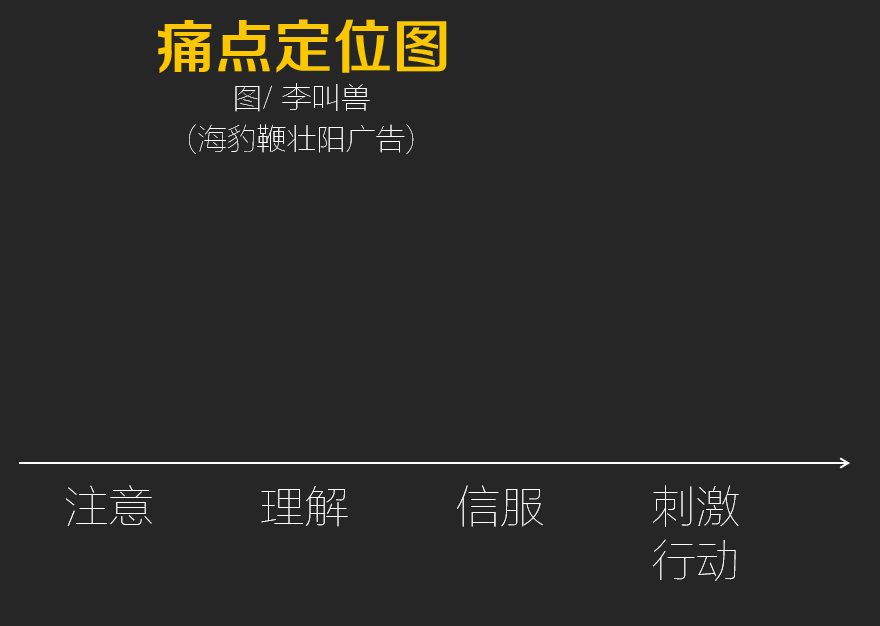 痛点定位图
图/ 李叫兽
（海豹鞭壮阳广告）
注意
理解
信服
刺激
行动